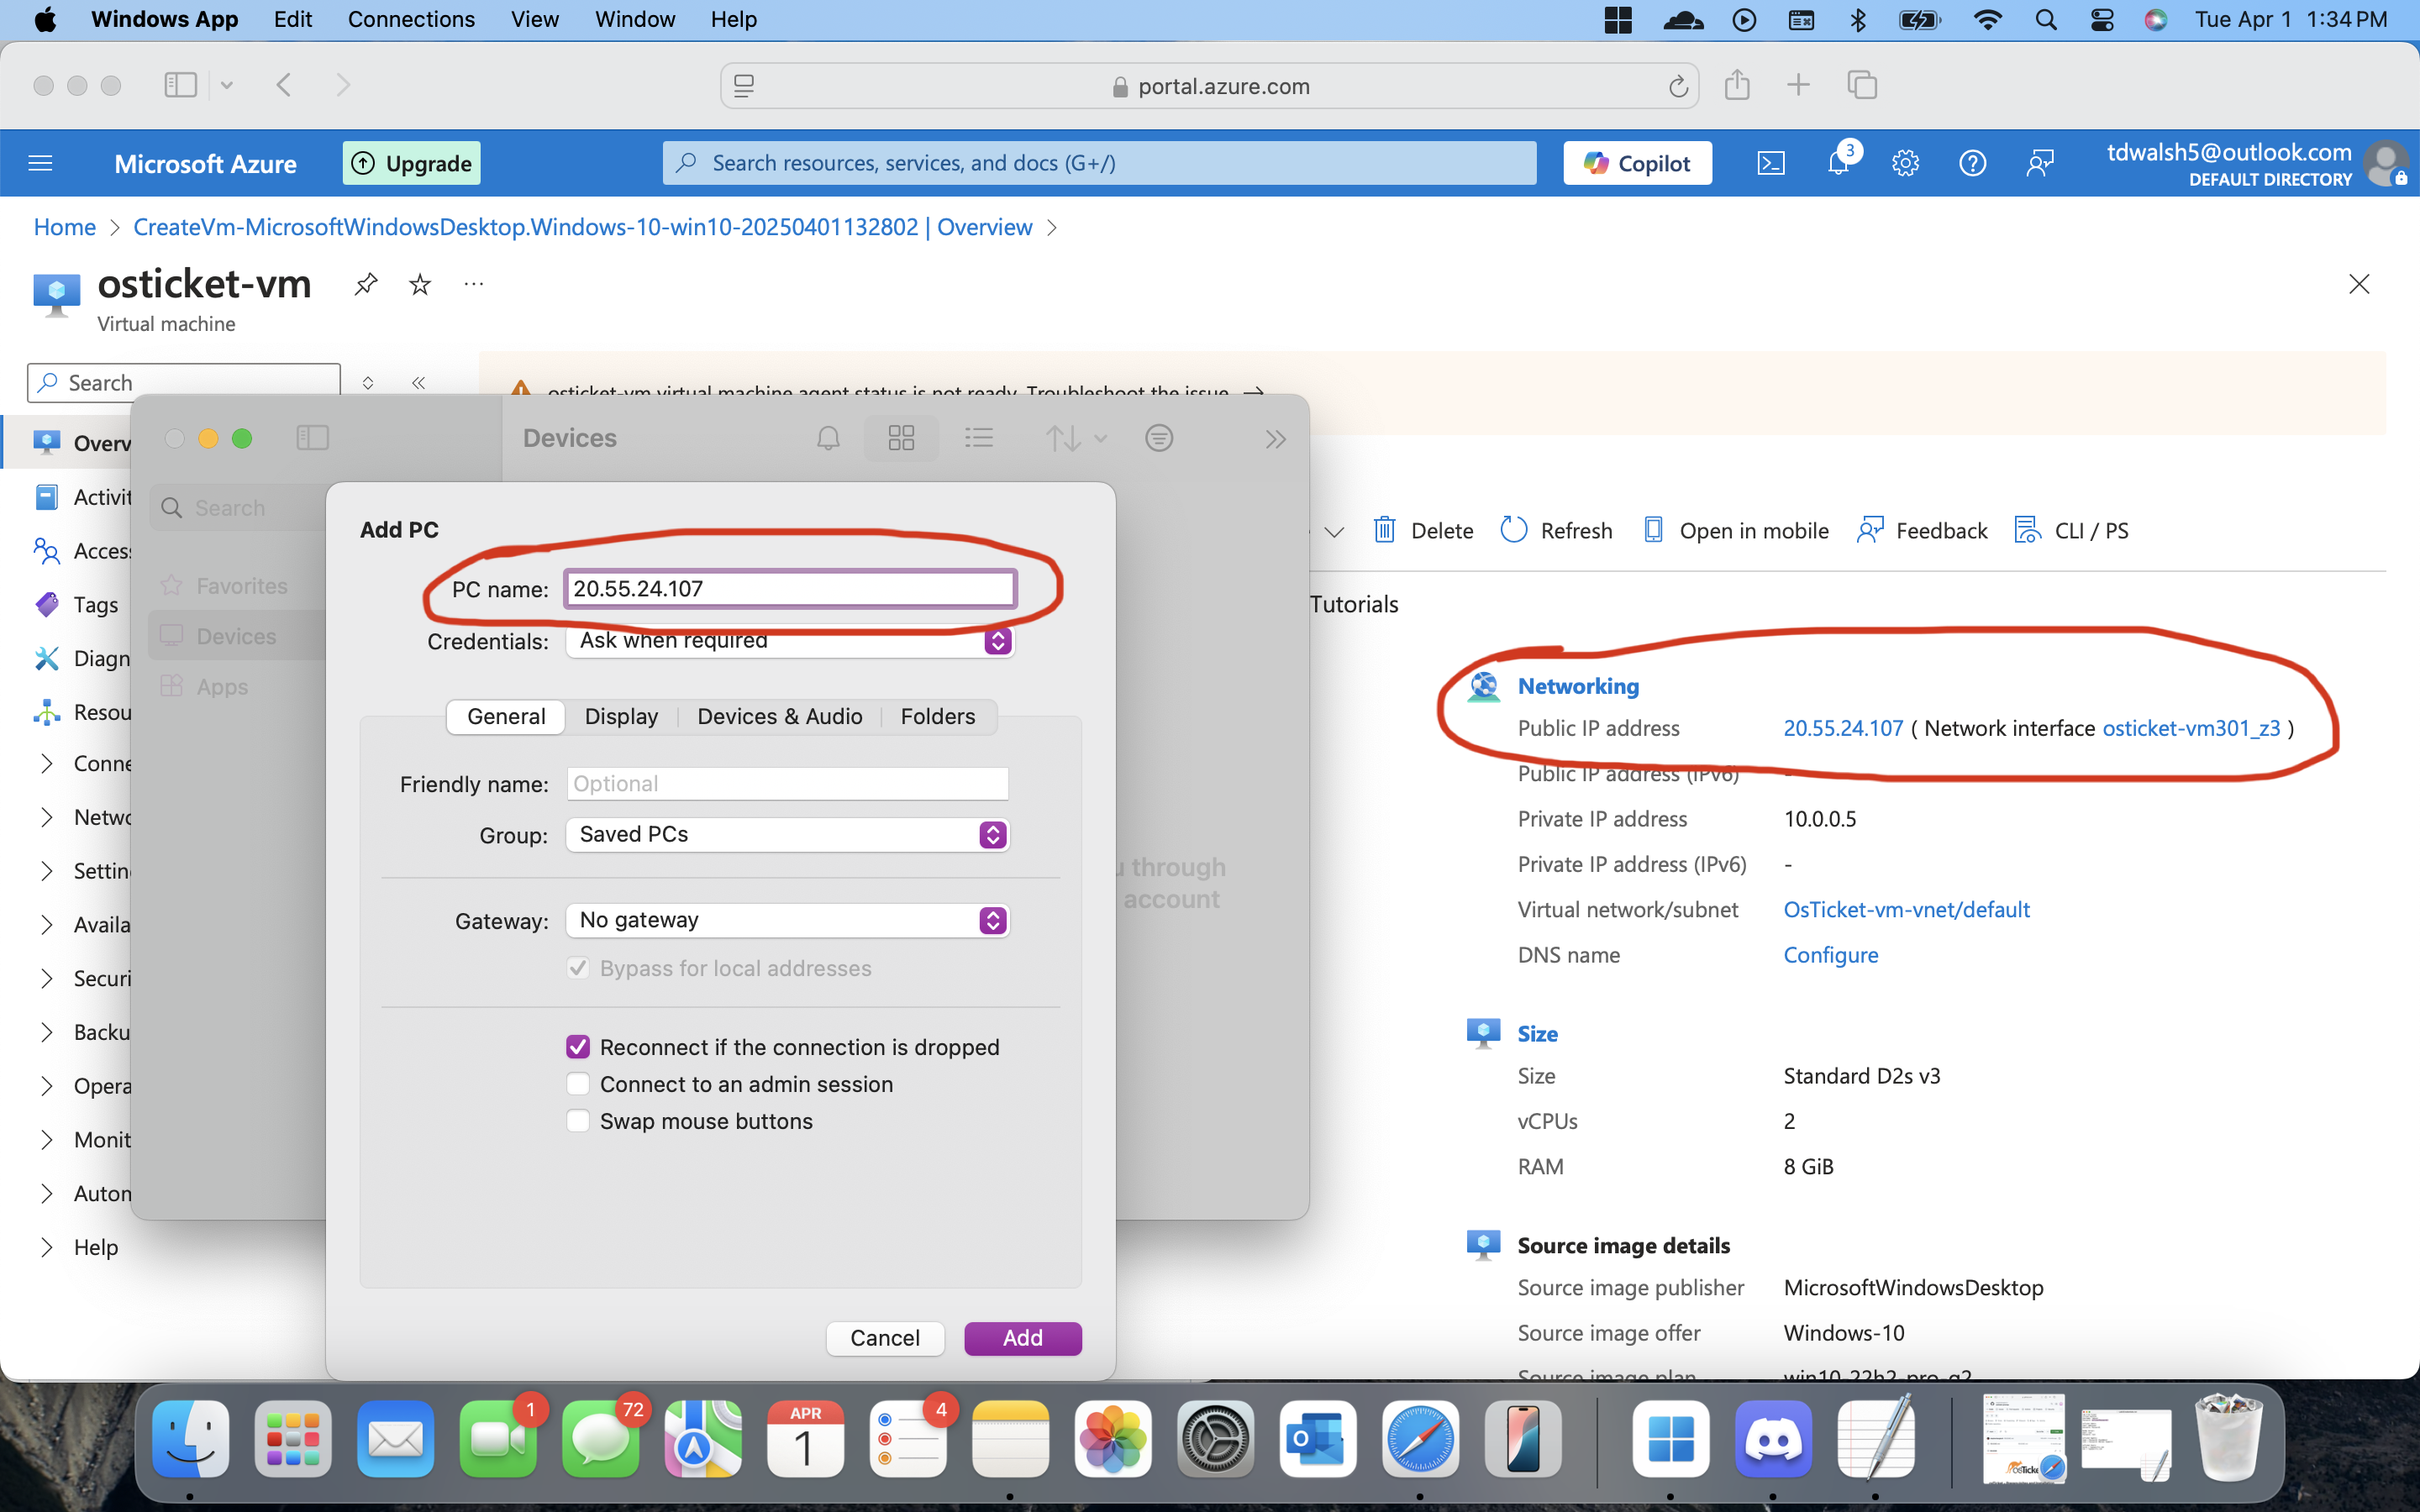 Windows App Edit Connections View Window Help Tue Apr 1 1:34 PM
portal.azure.com
Microsoft Azure Upgrade Search resources, services, and docs (G+/) Copilot 3 tdwalsh5@outlook.com
DEFAULT DIRECTORY
Home > CreateVm-MicrosoftWindowsDesktop.Windows-10-win10-20250401132802 | Overview >
osticket-vm
Virtual machine
Search
osticket-vm virtual machine agent status is not ready. Troubleshoot the issue →
Overv
Activit
Access
Tags
Diagn
Resou
Conne
Netwo
Settin
Availa
Securi
Backu
Opera
Monit
Auton
Help
Devices
Search
Favorites
Devices
Apps
u through
account
Add PC
PC name: 20.55.24.107
Credentials: Ask when required
General Display Devices & Audio Folders
Friendly name: Optional
Group: Saved PCs
Gateway: No gateway
Bypass for local addresses
Reconnect if the connection is dropped
Connect to an admin session
Swap mouse buttons
Cancel Add
Delete Refresh Open in mobile Feedback CLI / PS
Tutorials
Networking
Public IP address 20.55.24.107 ( Network interface osticket-vm301_z3 )
Public IP address (IPv6) -
Private IP address 10.0.0.5
Private IP address (IPv6) -
Virtual network/subnet OsTicket-vm-vnet/default
DNS name Configure
Size
Size Standard D2s v3
vCPUs 2
RAM 8 GiB
Source image details
Source image publisher MicrosoftWindowsDesktop
Source image offer Windows-10
Source image plan win10-22h2-pro-g2
1 72 APR 1 4